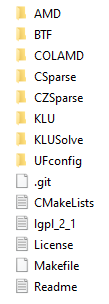 AMD
BTF
COLAMD
CSparse
CZSparse
KLU
KLUSolve
UFconfig
.git
CMakeLists
lgpl_2_1
License
Makefile
Readme